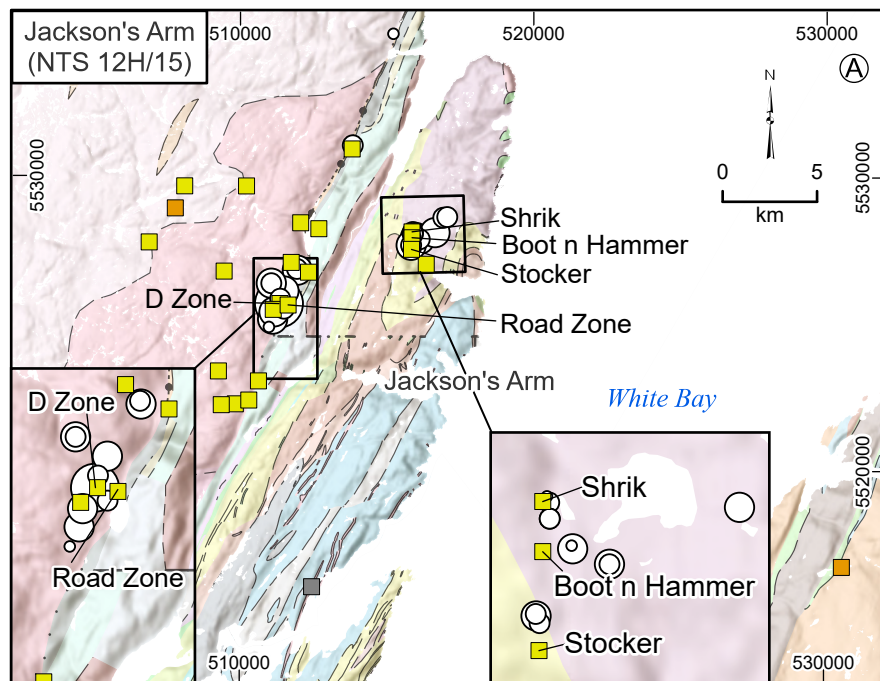 Jackson's Arm
(NTS 12H/15)
510000
520000
530000
A
N
0
5
km
5530000
5530000
Shrik
Boot n Hammer
Stocker
D Zone
Road Zone
Jackson's Arm
White Bay
D Zone
Road Zone
Shrik
Boot n Hammer
Stocker
5520000
510000
530000